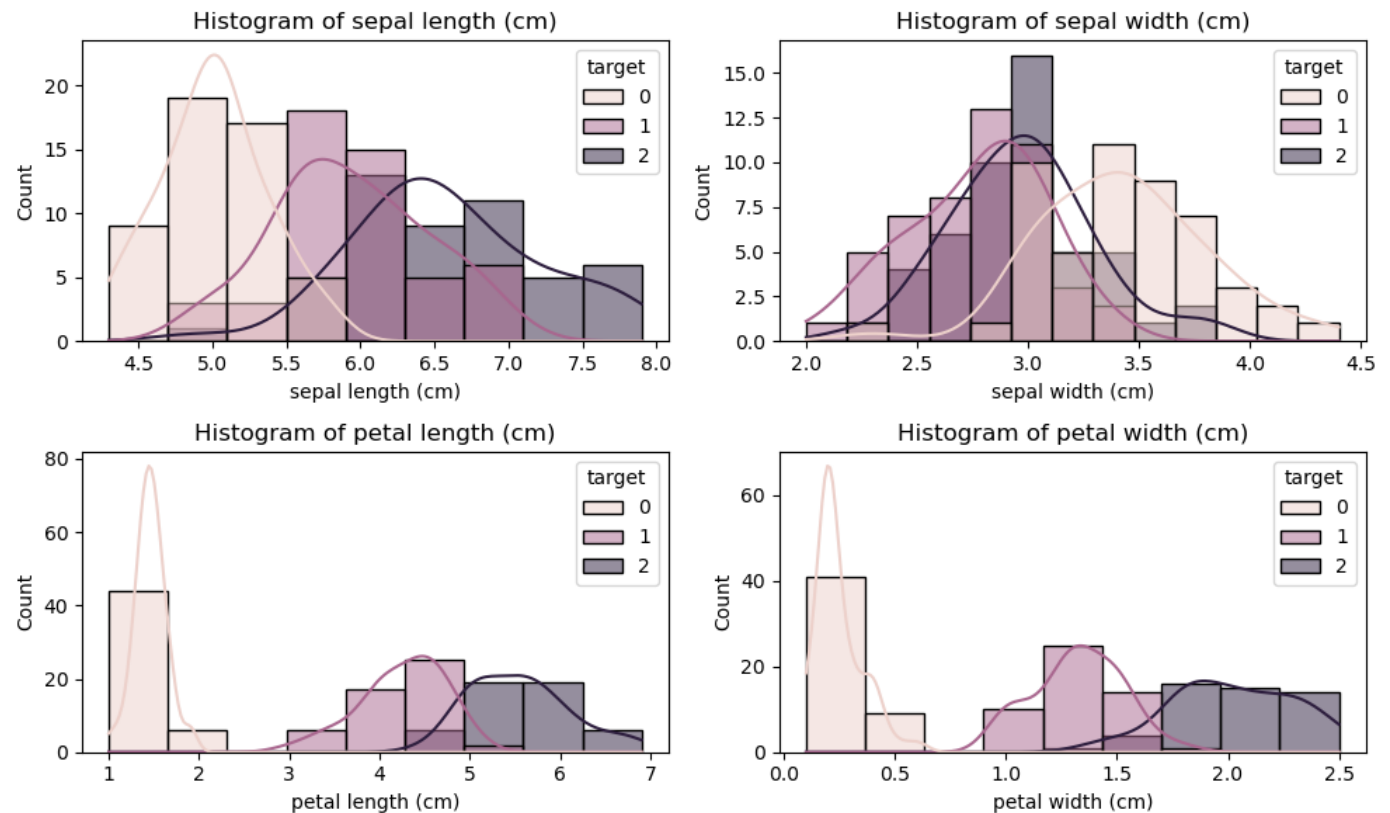 Histogram of sepal length (cm)
target
0
1
2
Count
20
15
10
5
0
4.5 5.0 5.5 6.0 6.5 7.0 7.5 8.0
sepal length (cm)
Histogram of sepal width (cm)
target
0
1
2
Count
15.0
12.5
10.0
7.5
5.0
2.5
0.0
2.0 2.5 3.0 3.5 4.0 4.5
sepal width (cm)
Histogram of petal length (cm)
target
0
1
2
Count
80
60
40
20
0
1 2 3 4 5 6 7
petal length (cm)
Histogram of petal width (cm)
target
0
1
2
Count
60
40
20
0
0.0 0.5 1.0 1.5 2.0 2.5
petal width (cm)